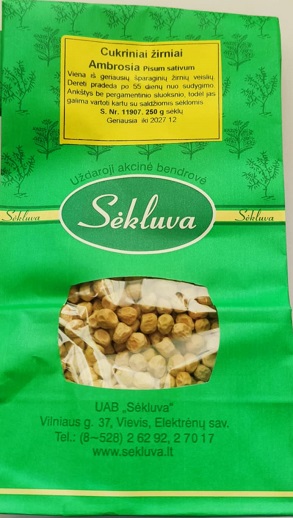 Cukriniai žirniai
Ambrosia Pisum sativum
Viena iš geriausių šparaginių žirnių veislių.
Derėti pradeda po 55 dienų nuo sudygimo.
Ankštys be pergamentinio sluoksnio, todėl jas
galima vartoti kartu su saldžiomis sėklomis.
S. Nr. 11907, 250 g sėklų
Geriausia iki 2027 12
Uždaroji akcinė bendrovė
Sėkluva
Sėkluva
Sėkluva
UAB „Sėkluva“
Vilniaus g. 37, Vievis, Elektrėnų sav.
Tel.: (8–528) 2 62 92, 2 70 17
www.sekluva.lt